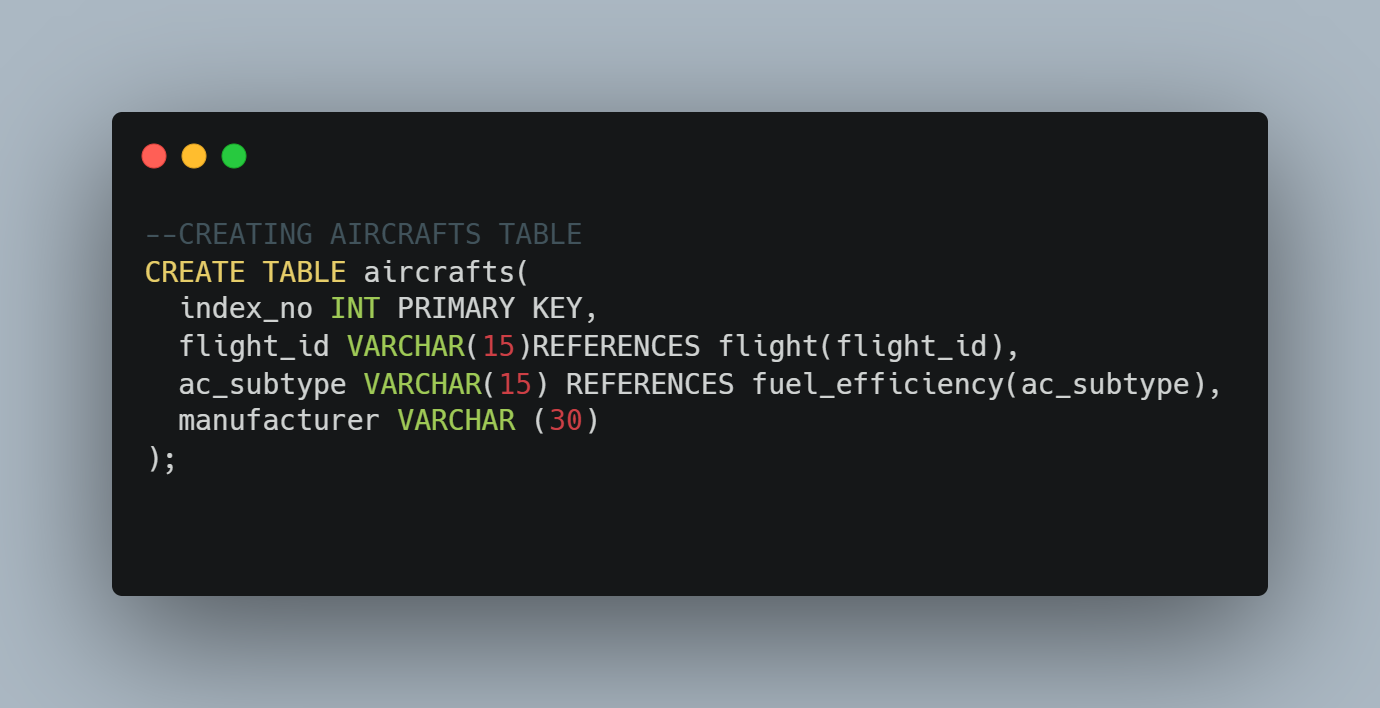 --CREATING AIRCRAFTS TABLE
CREATE TABLE aircrafts(
  index_no INT PRIMARY KEY,
  flight_id VARCHAR(15)REFERENCES flight(flight_id),
  ac_subtype VARCHAR(15) REFERENCES fuel_efficiency(ac_subtype),
  manufacturer VARCHAR (30)
);